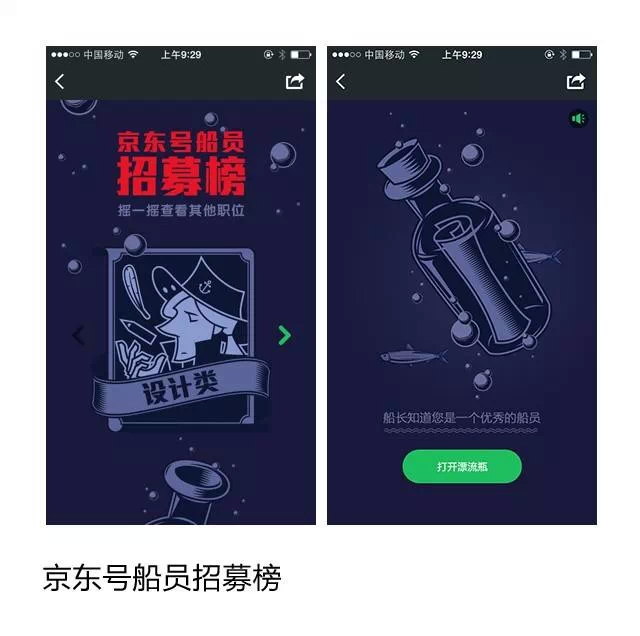 中国移动
上午9:29
京东号船员
招募榜
摇一摇查看其他职位
设计类
中国移动
上午9:29
船长知道您是一个优秀的船员
打开漂流瓶
京东号船员招募榜